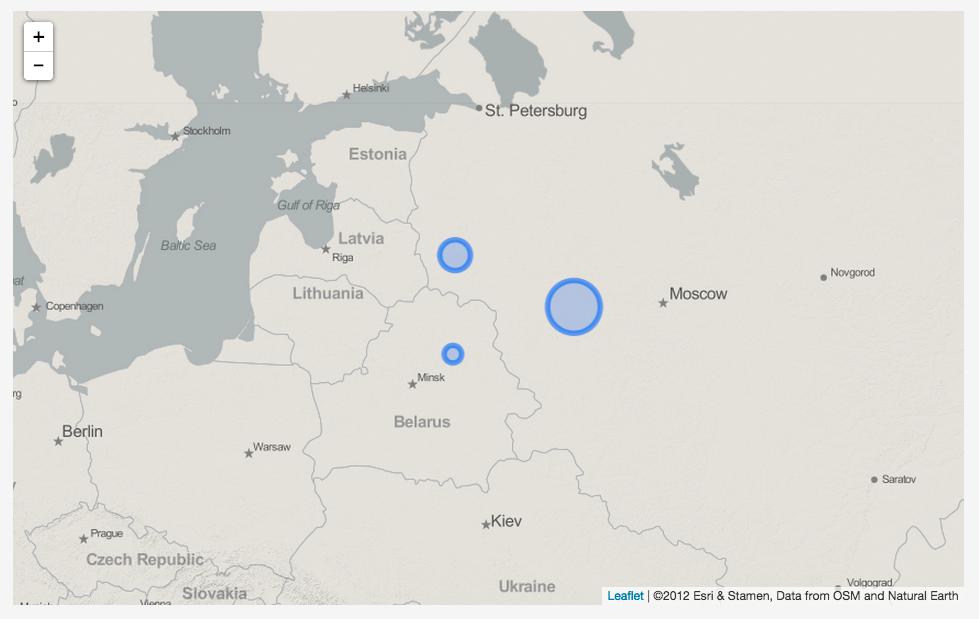 +
−
Helsinki
St. Petersburg
Stockholm
Estonia
Gulf of Riga
Latvia
Baltic Sea
Riga
Novgorod
Lithuania
Moscow
Copenhagen
Minsk
Belarus
Berlin
Warsaw
Saratov
Kiev
Prague
Czech Republic
Ukraine
Slovakia
Volgograd
Leaflet | ©2012 Esri & Stamen, Data from OSM and Natural Earth